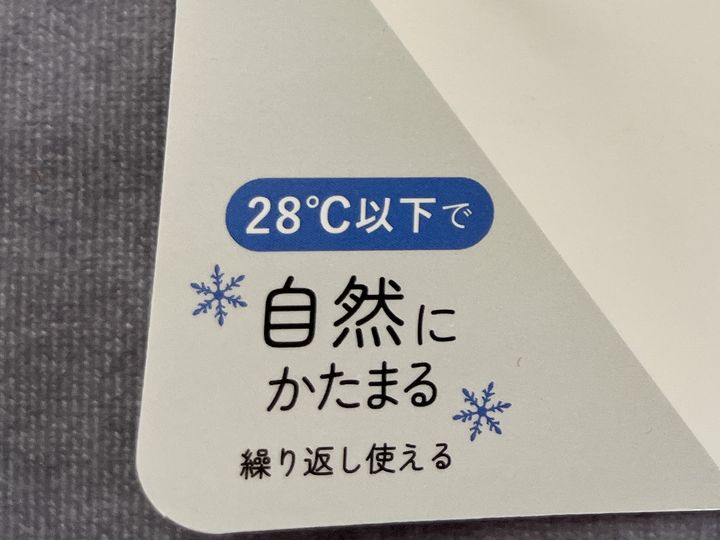 28℃以下で
自然に
かたまる
繰り返し使える